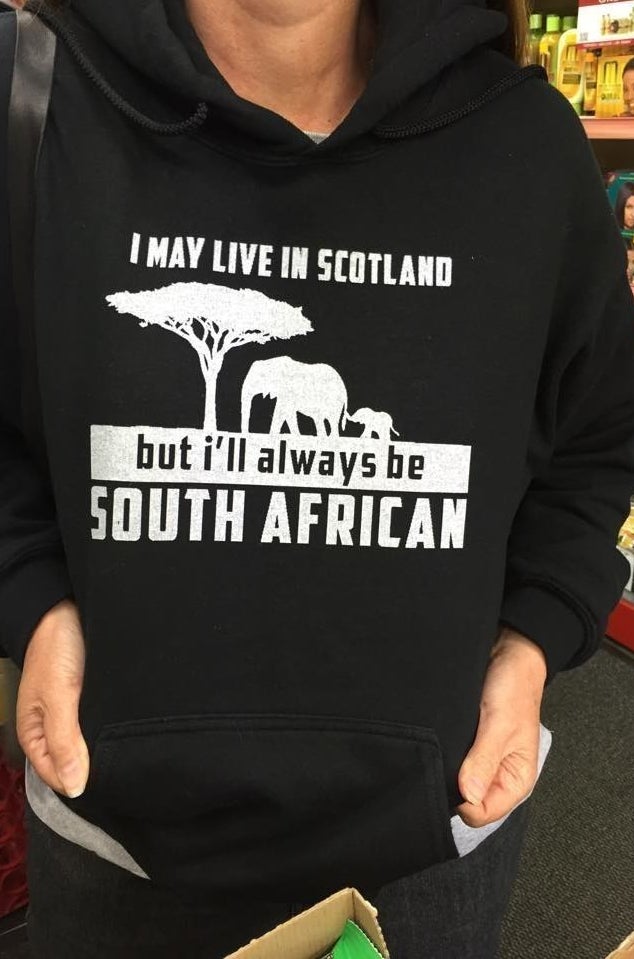 I MAY LIVE IN SCOTLAND
but i'll always be
SOUTH AFRICAN